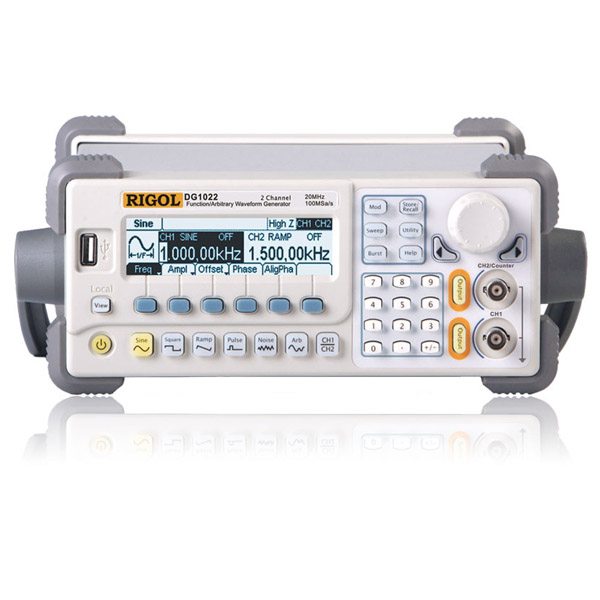 RIGOL DG1022 2 Channel 20MHz
Function/Arbitrary Waveform Generator 100MSa/s
Sine High Z CH1 CH2
CH1 SINE OFF CH2 RAMP OFF
1/F 1.000,00kHz 1.500,00kHz
Freq Ampl Offset Phase AligPha
Mod Store/Recall
Sweep Utility
Burst Help
Local
View
Sine Square Ramp Pulse Noise Arb CH1
CH2
7 8 9
4 5 6
1 2 3
0 . +/-
CH2/Counter
Output
CH1
Output